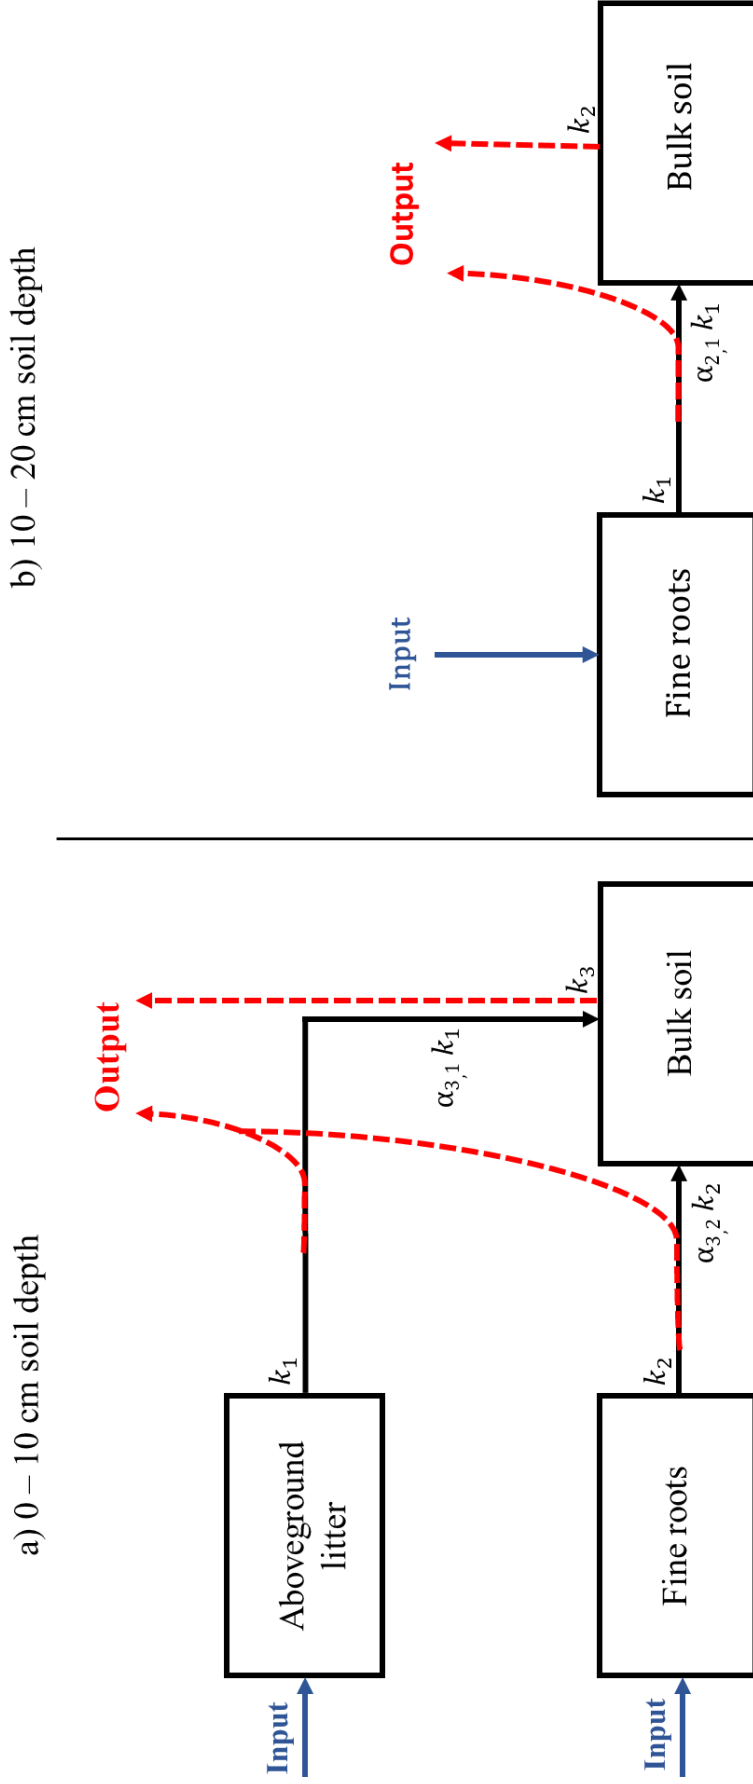 a) 0 – 10 cm soil depth
Output
Input
Aboveground
litter
k₁
α₃,₁ k₁
k₃
Input
Fine roots
k₂
α₃,₂ k₂
Bulk soil
b) 10 – 20 cm soil depth
Input
Output
k₂
Fine roots
k₁
α₂,₁ k₁
Bulk soil